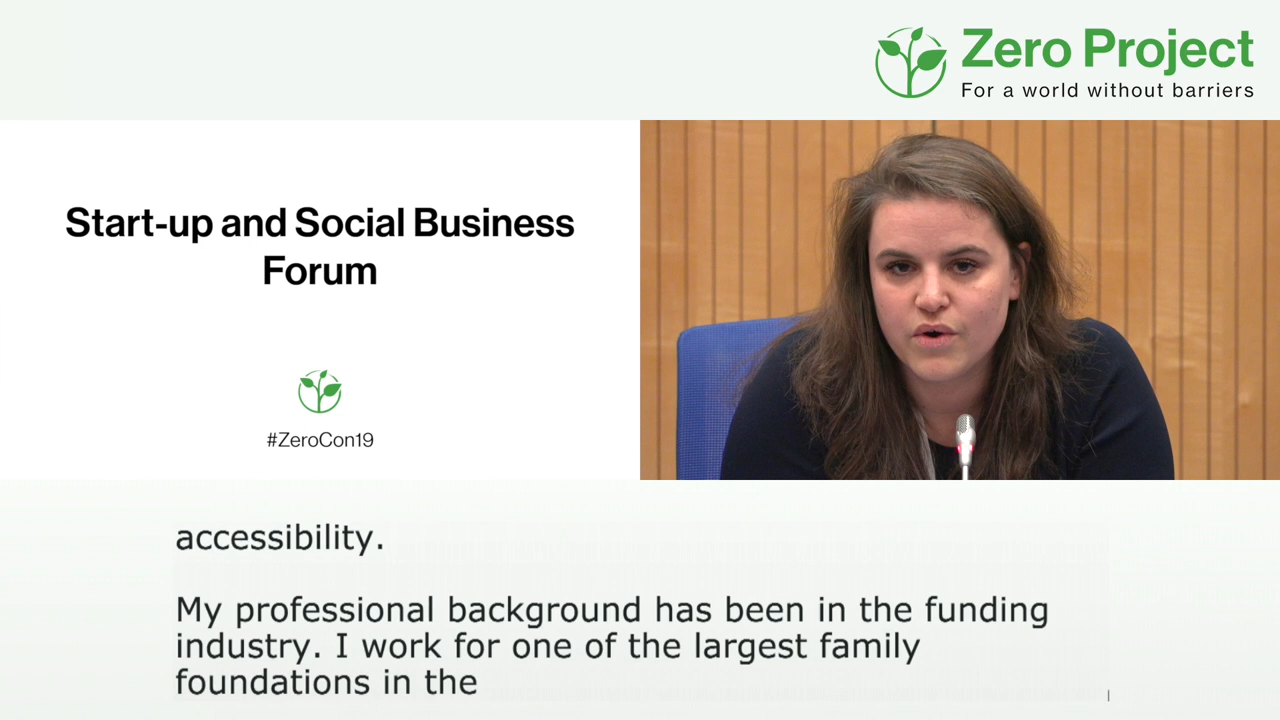 Zero Project
For a world without barriers
Start-up and Social Business
Forum
#ZeroCon19
accessibility.
My professional background has been in the funding
industry. I work for one of the largest family
foundations in the